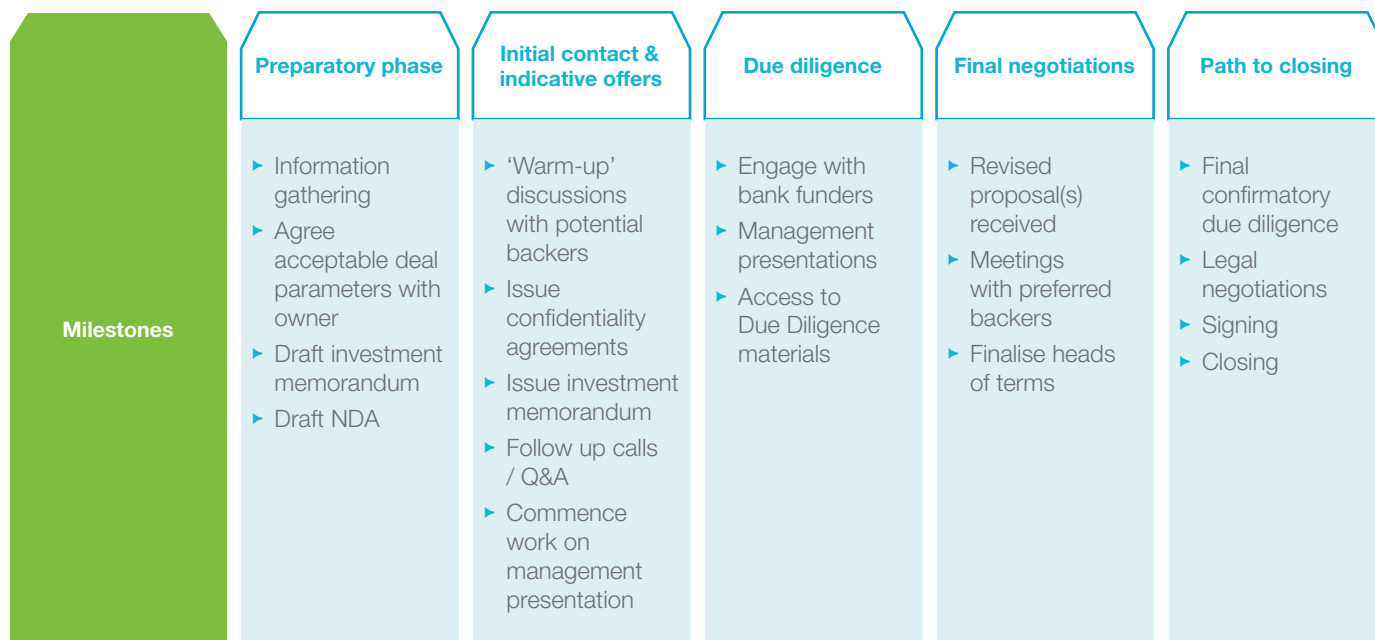 Milestones
Preparatory phase
Information
gathering
Agree
acceptable deal
parameters with
owner
Draft investment
memorandum
Draft NDA
Initial contact &
indicative offers
‘Warm-up’
discussions
with potential
backers
Issue
confidentiality
agreements
Issue investment
memorandum
Follow up calls
/ Q&A
Commence
work on
management
presentation
Due diligence
Engage with
bank funders
Management
presentations
Access to
Due Diligence
materials
Final negotiations
Revised
proposal(s)
received
Meetings
with preferred
backers
Finalise heads
of terms
Path to closing
Final
confirmatory
due diligence
Legal
negotiations
Signing
Closing